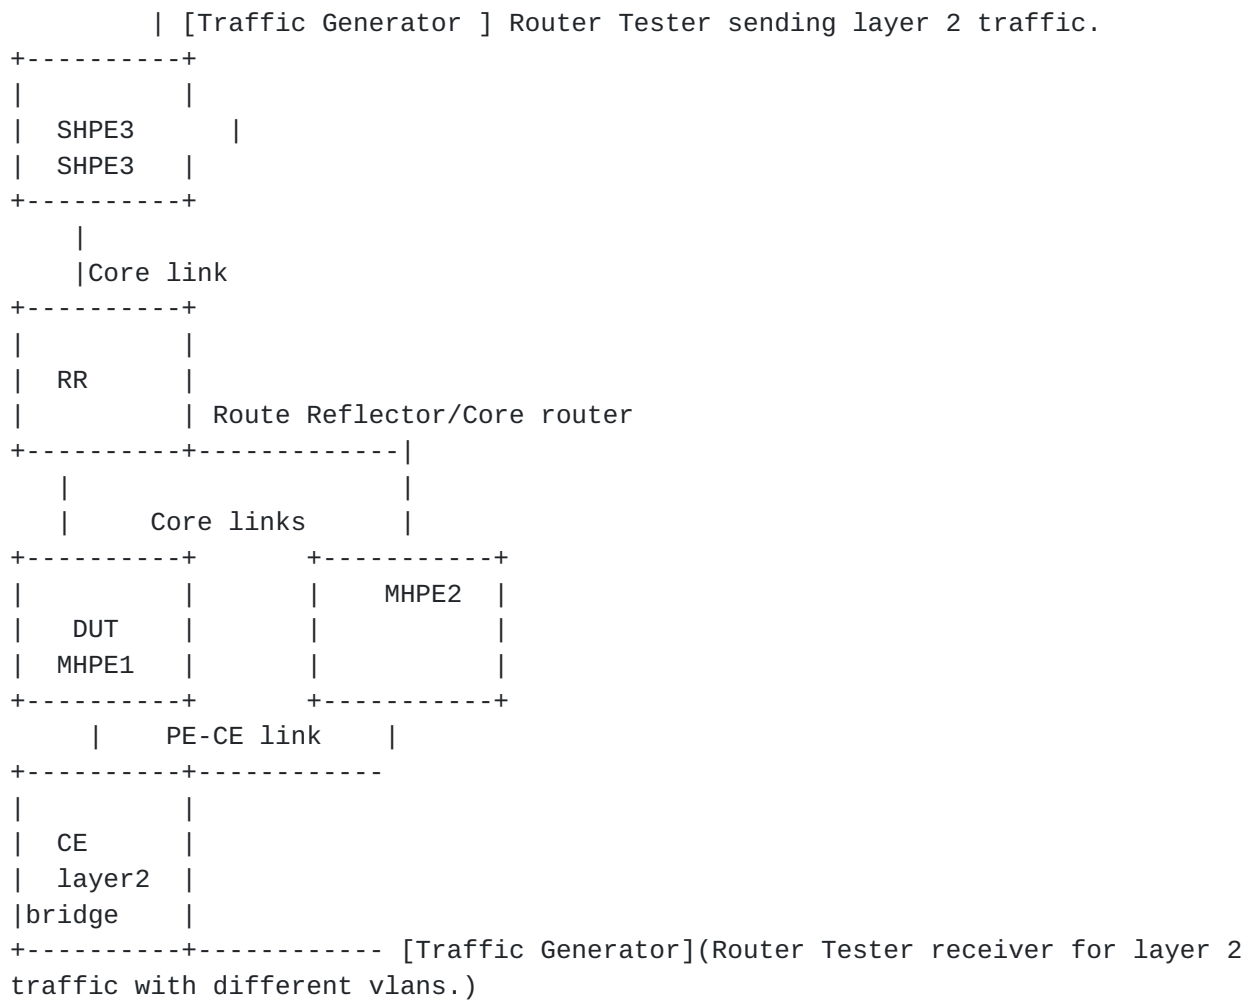 | [Traffic Generator ] Router Tester sending layer 2 traffic.
+----------+
|          |
|  SHPE3      |
|  SHPE3   |
+----------+
    |
    |Core link
+----------+
|          |
|  RR      |
|          | Route Reflector/Core router
+----------+-------------|
   |                     |
   |     Core links      |
+----------+       +-----------+
|          |       |    MHPE2  |
|   DUT    |       |           |
|  MHPE1   |       |           |
+----------+       +-----------+
     |    PE-CE link    |
+----------+------------
|          |
|  CE      |
|  layer2  |
|bridge    |
+----------+------------ [Traffic Generator](Router Tester receiver for layer 2
traffic with different vlans.)